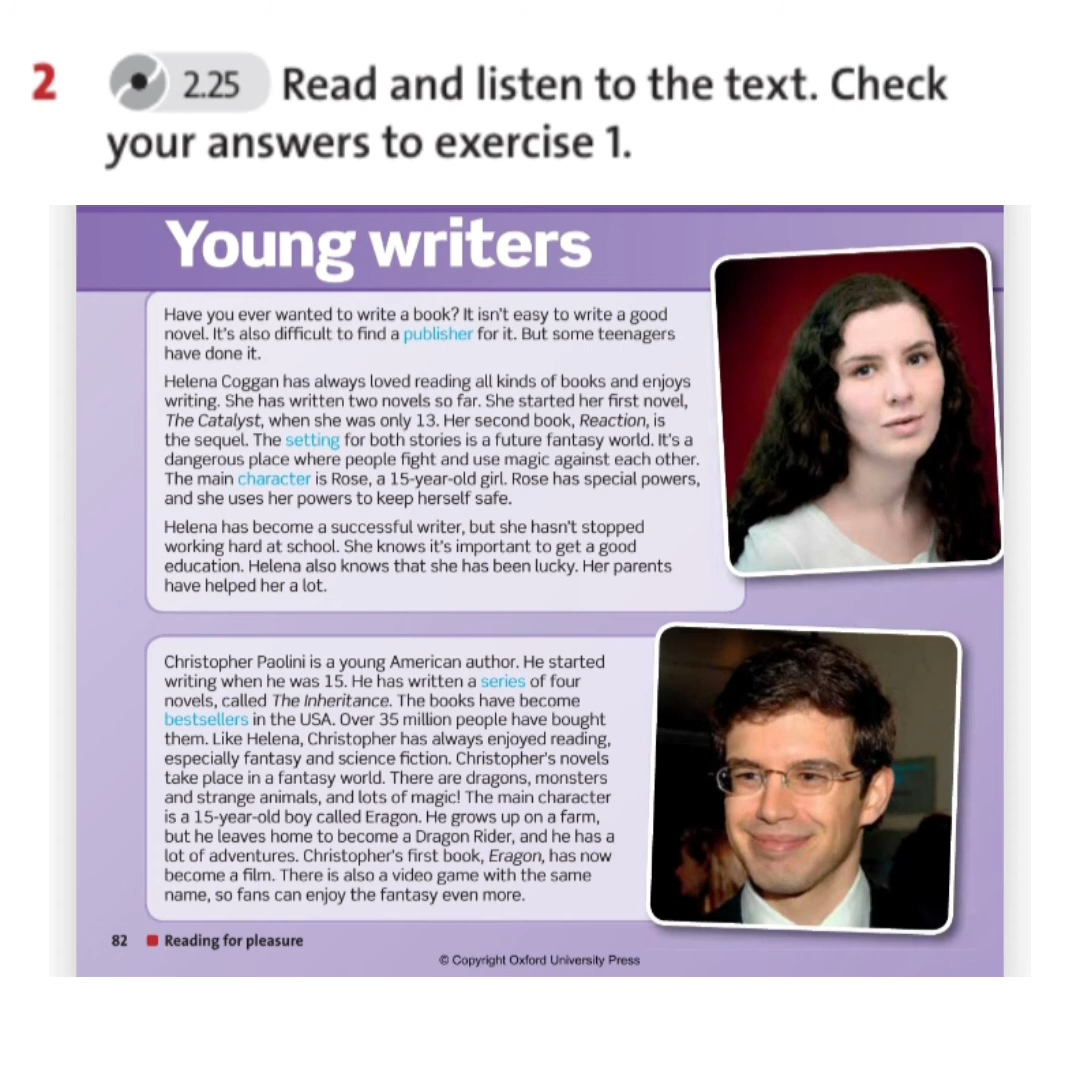 2 2.25 Read and listen to the text. Check
your answers to exercise 1.
Young writers
Have you ever wanted to write a book? It isn't easy to write a good
novel. It's also difficult to find a publisher for it. But some teenagers
have done it.
Helena Coggan has always loved reading all kinds of books and enjoys
writing. She has written two novels so far. She started her first novel,
The Catalyst, when she was only 13. Her second book, Reaction, is
the sequel. The setting for both stories is a future fantasy world. It's a
dangerous place where people fight and use magic against each other.
The main character is Rose, a 15-year-old girl. Rose has special powers,
and she uses her powers to keep herself safe.
Helena has become a successful writer, but she hasn't stopped
working hard at school. She knows it's important to get a good
education. Helena also knows that she has been lucky. Her parents
have helped her a lot.
Christopher Paolini is a young American author. He started
writing when he was 15. He has written a series of four
novels, called The Inheritance. The books have become
bestsellers in the USA. Over 35 million people have bought
them. Like Helena, Christopher has always enjoyed reading,
especially fantasy and science fiction. Christopher's novels
take place in a fantasy world. There are dragons, monsters
and strange animals, and lots of magic! The main character
is a 15-year-old boy called Eragon. He grows up on a farm,
but he leaves home to become a Dragon Rider, and he has a
lot of adventures. Christopher's first book, Eragon, has now
become a film. There is also a video game with the same
name, so fans can enjoy the fantasy even more.
82 Reading for pleasure
© Copyright Oxford University Press